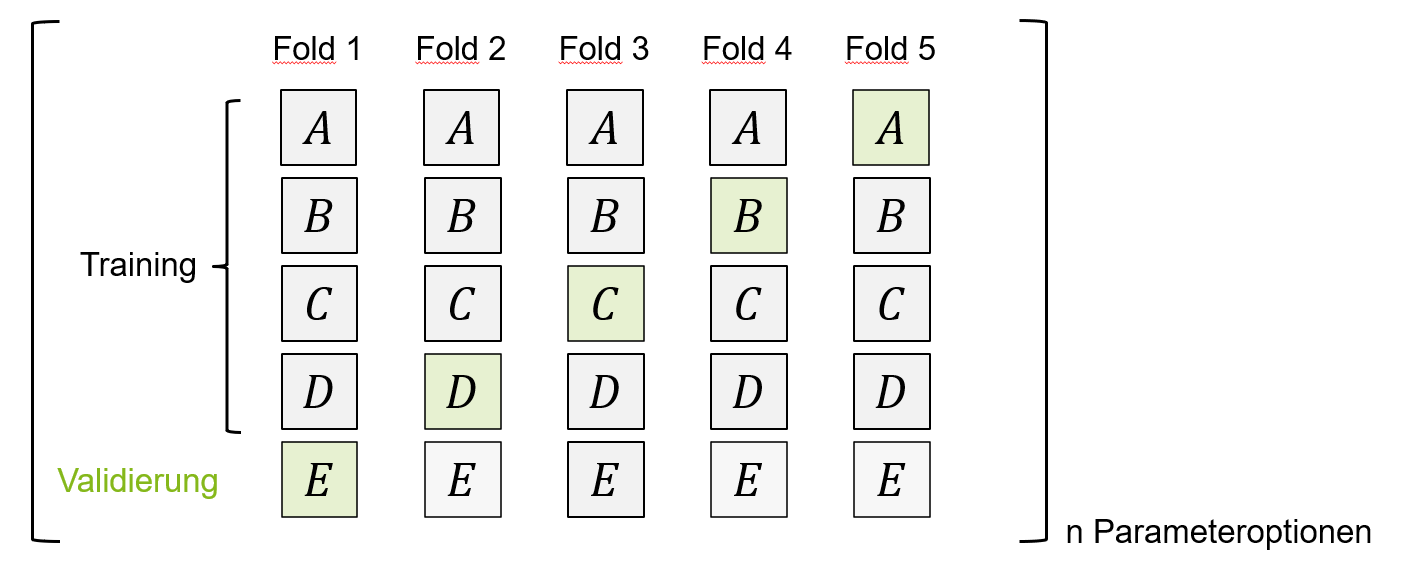 Fold 1 Fold 2 Fold 3 Fold 4 Fold 5
A A A A A
B B B B B
Training
C C C C C
D D D D D
Validierung E E E E E
n Parameteroptionen